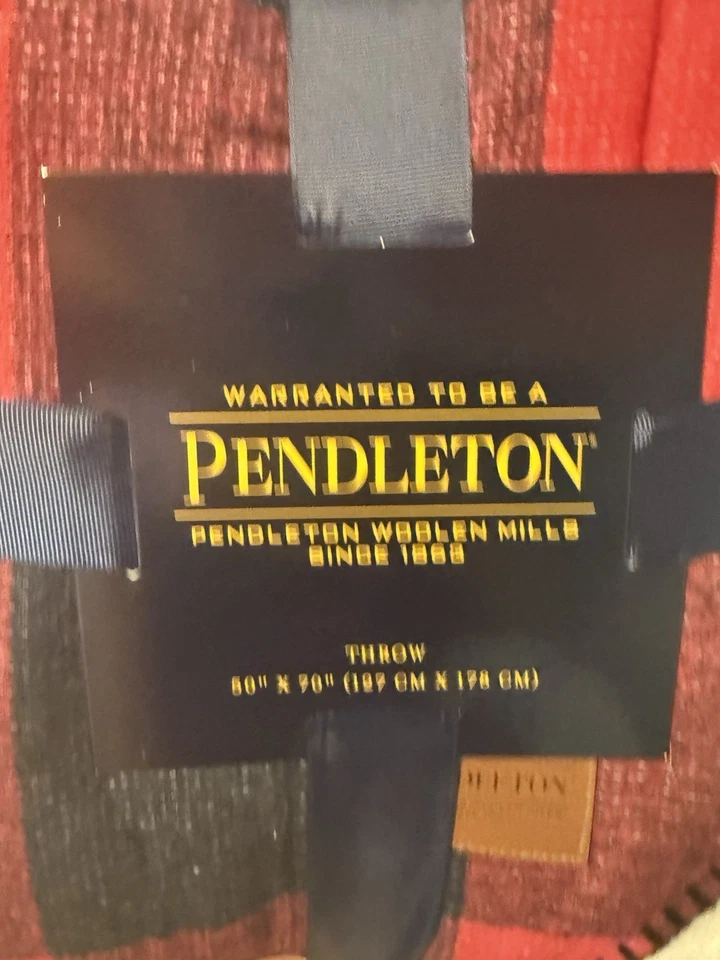 WARRANTED TO BE A
PENDLETON
PENDLETON WOOLEN MILLS
SINCE 1863
THROW
50" X 70" (127 CM X 178 CM)